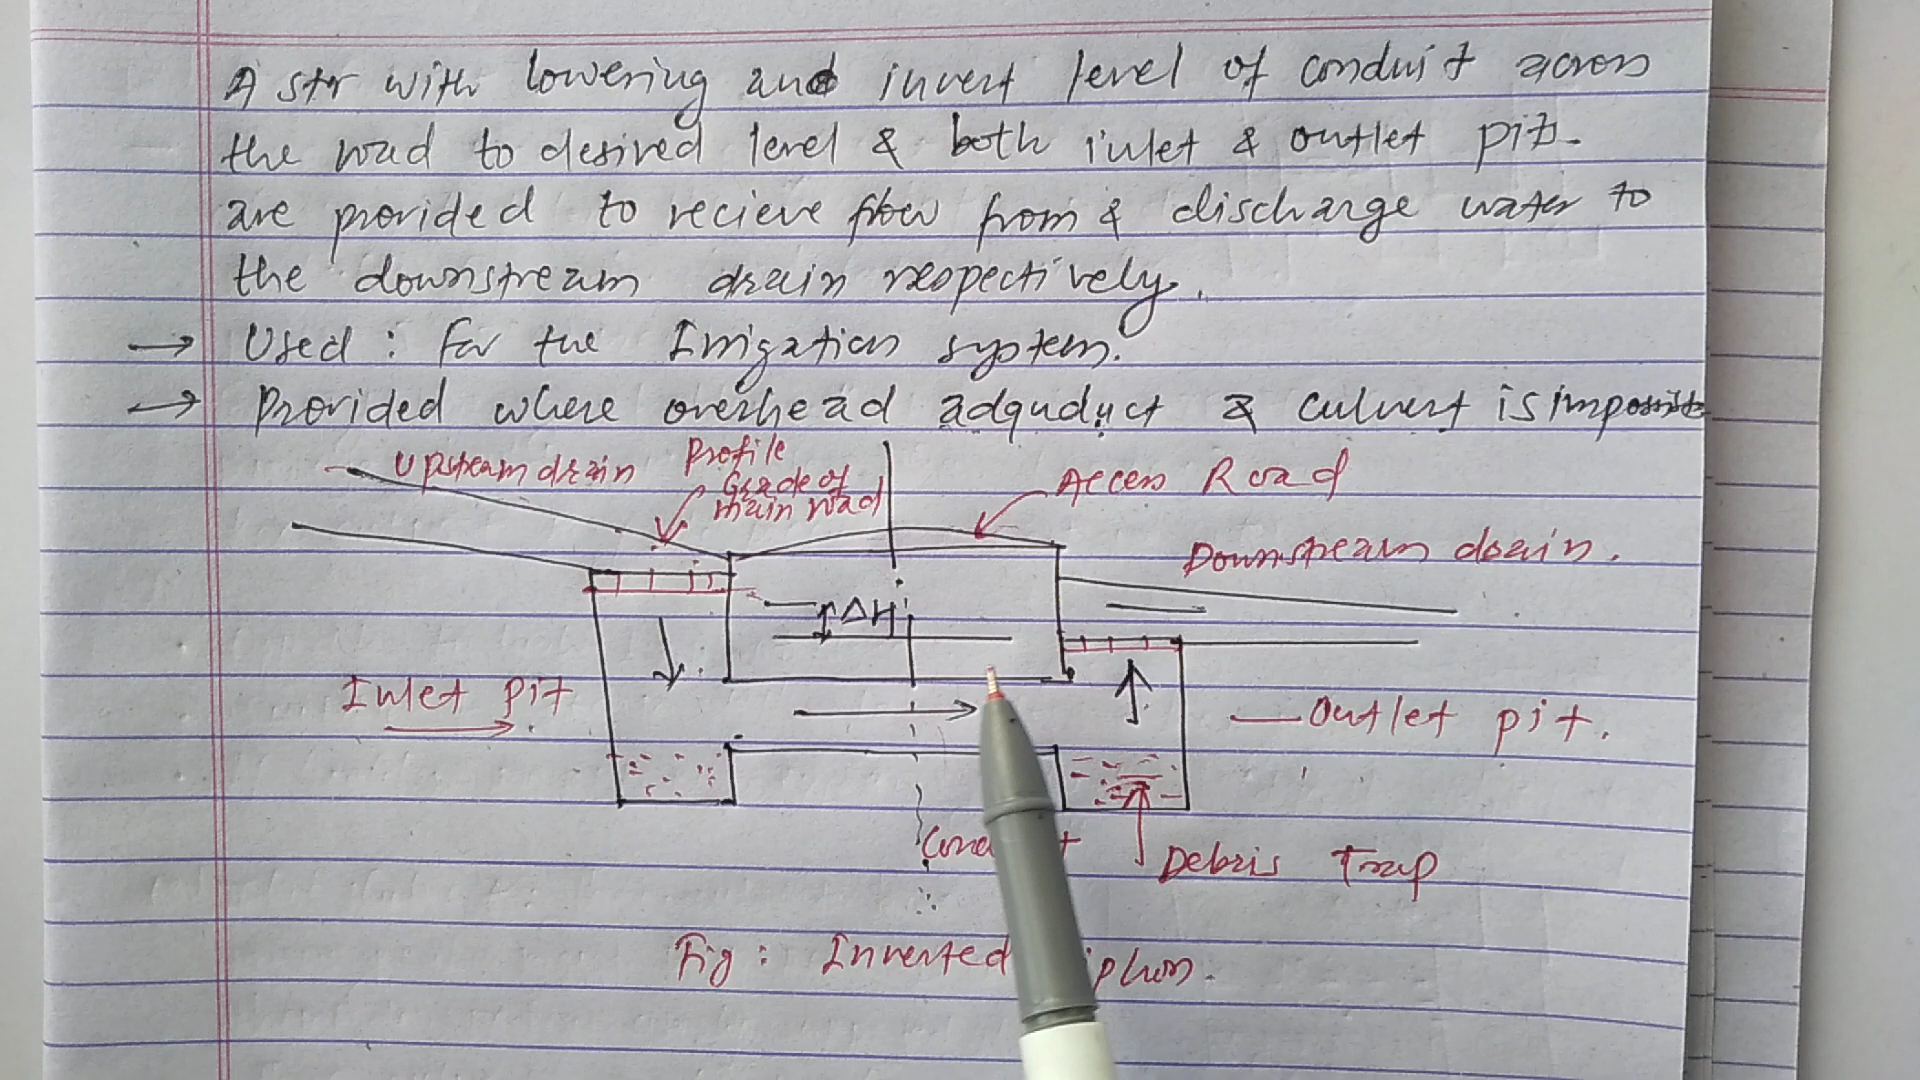 A str with lowering and invert level of conduit across
the road to desired level & both inlet & outlet pits
are provided to recieve flow from & discharge water to
the downstream drain respectively.
→ Used : For the Irrigation system.
→ Provided where overhead adquduct & culvert is
Upstream drain
Profile
Grade of
main road
Access Road
Downstream drain.
ΔH
Inlet pit
Outlet pit.
Debris Trap
Fig : Inverted